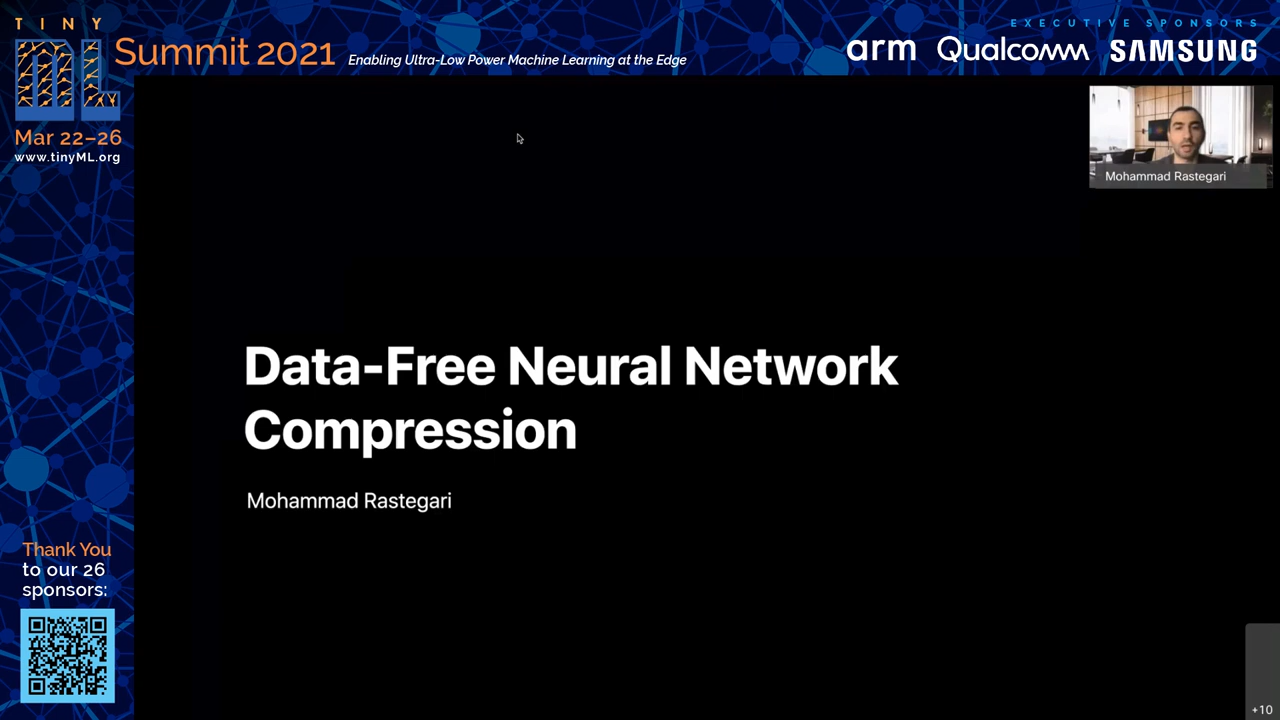 TINY
ML
Summit 2021
Enabling Ultra-Low Power Machine Learning at the Edge
EXECUTIVE SPONSORS
arm
Qualcomm
SAMSUNG
Mar 22–26
www.tinyML.org
Mohammad Rastegari
Data-Free Neural Network
Compression
Mohammad Rastegari
Thank You
to our 26
sponsors:
+10